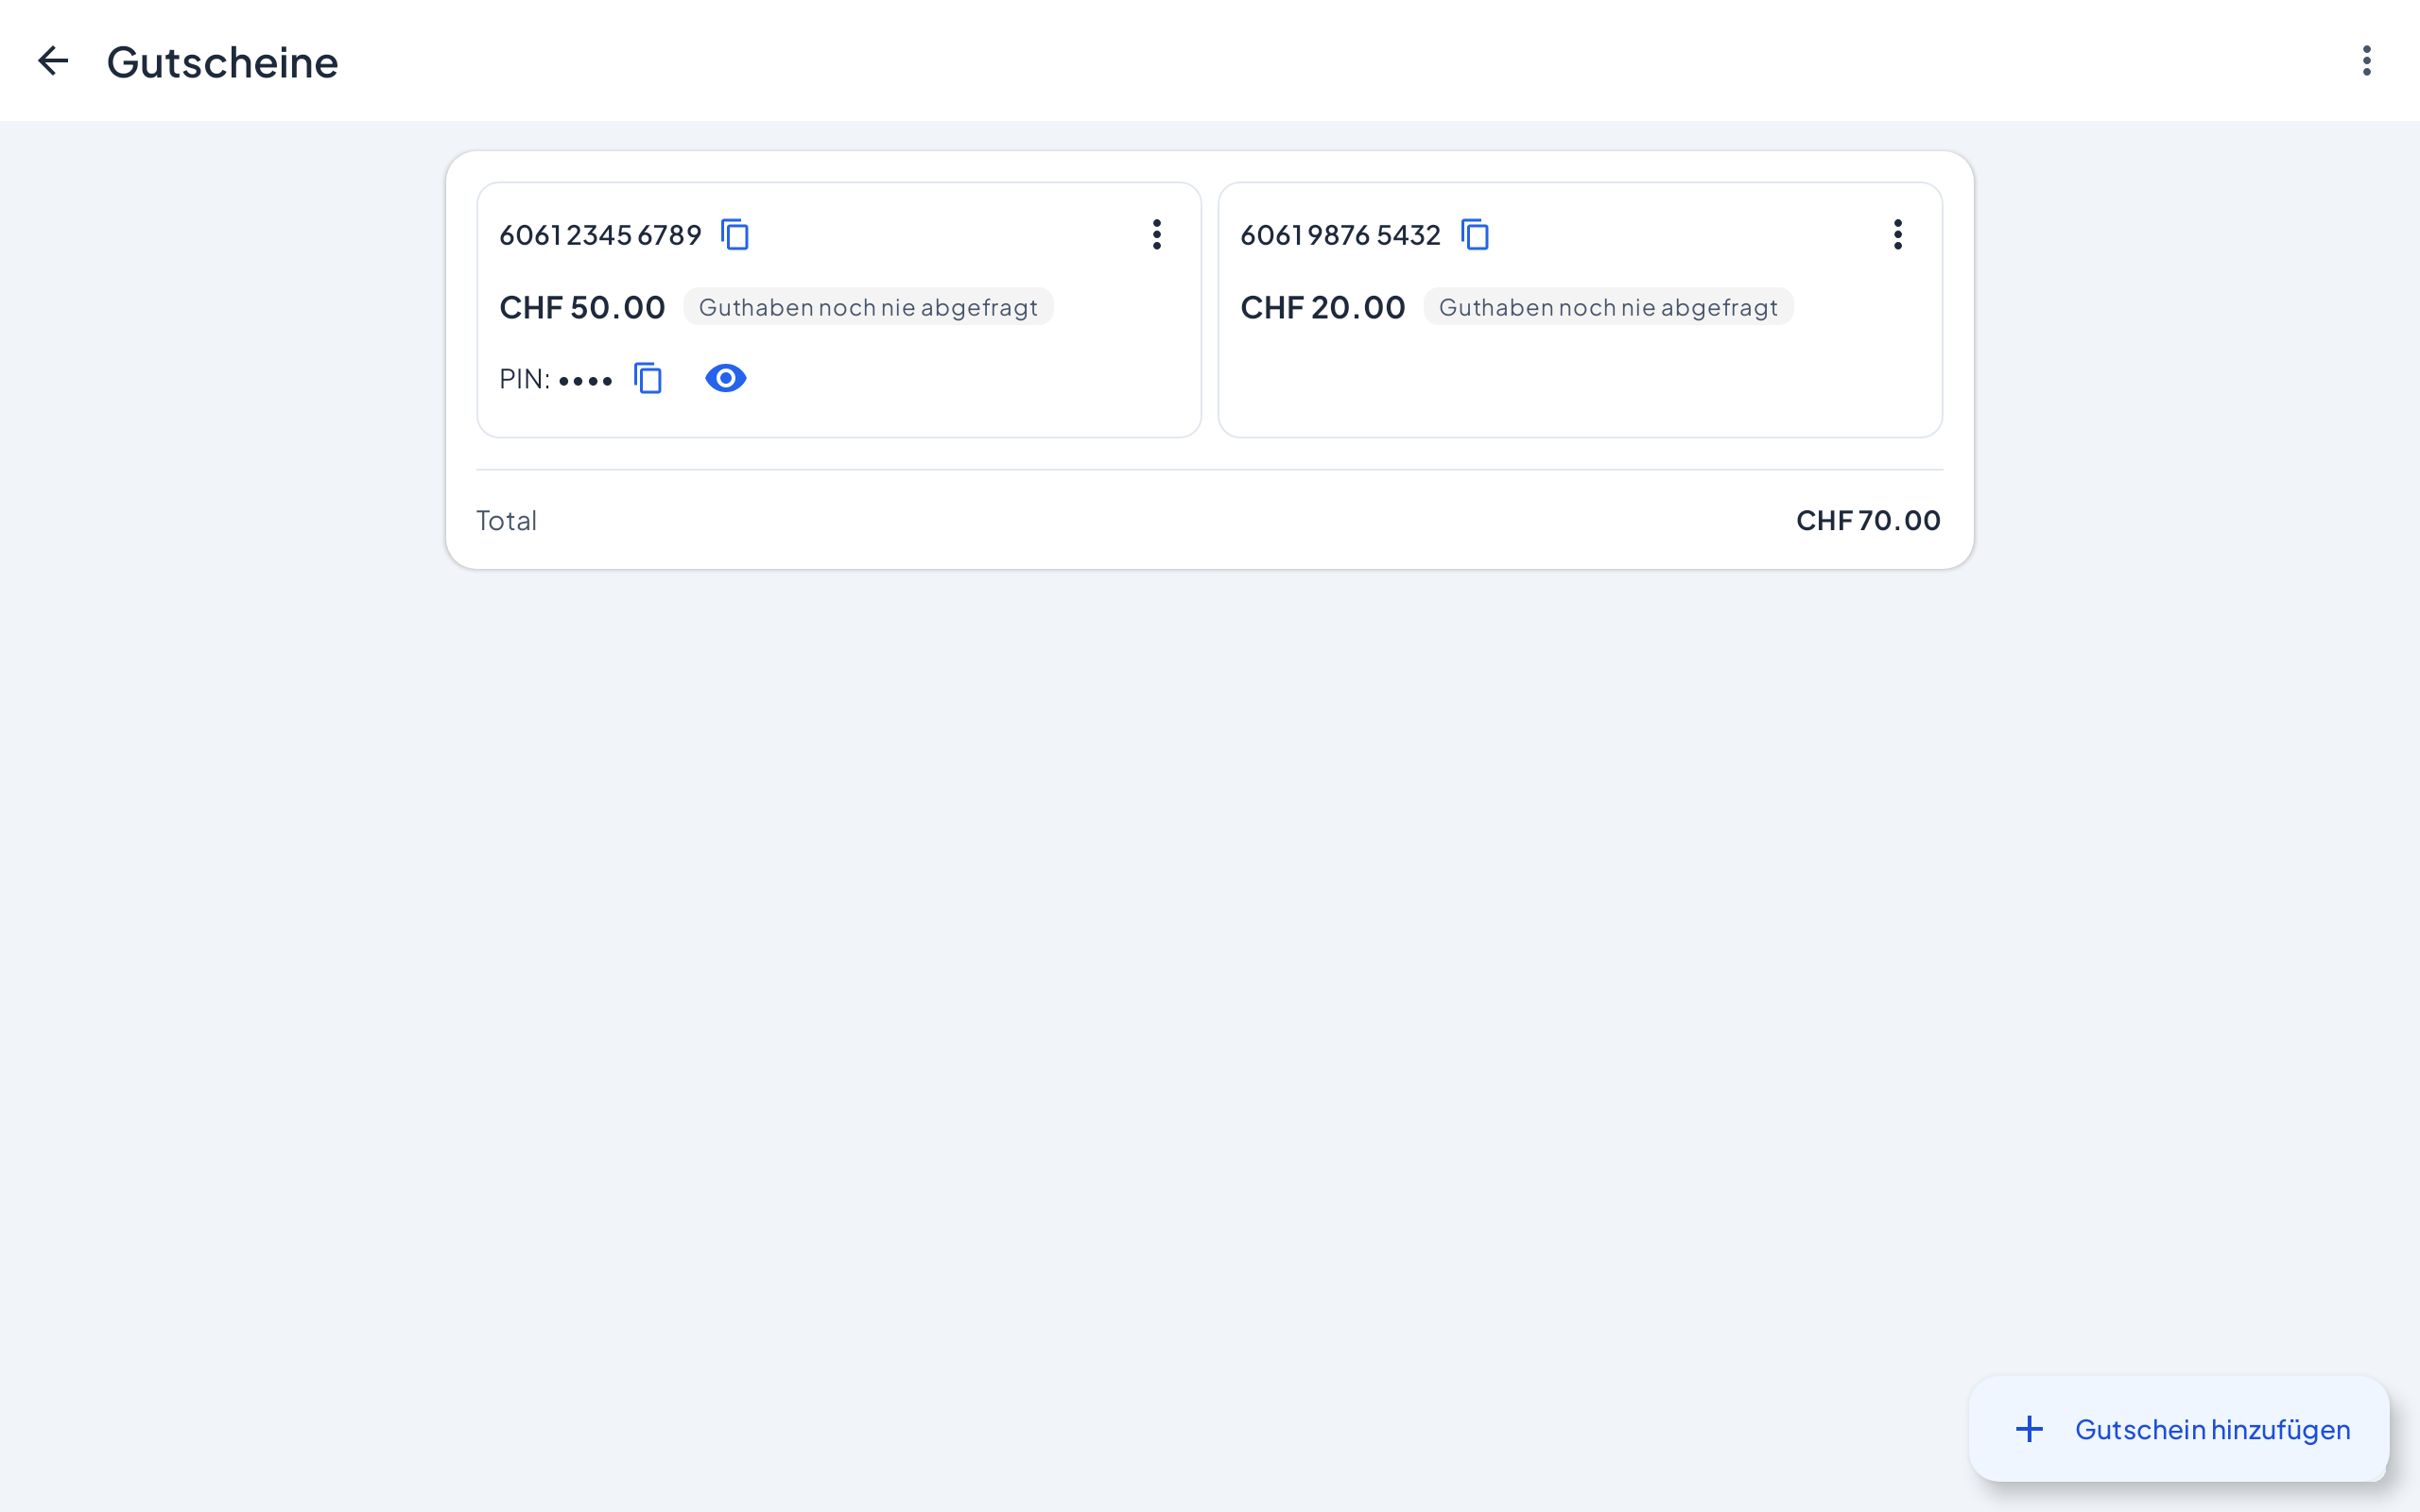 Gutscheine
6061 2345 6789
CHF 50.00 Guthaben noch nie abgefragt
PIN: ••••
6061 9876 5432
CHF 20.00 Guthaben noch nie abgefragt
Total CHF 70.00
Gutschein hinzufügen